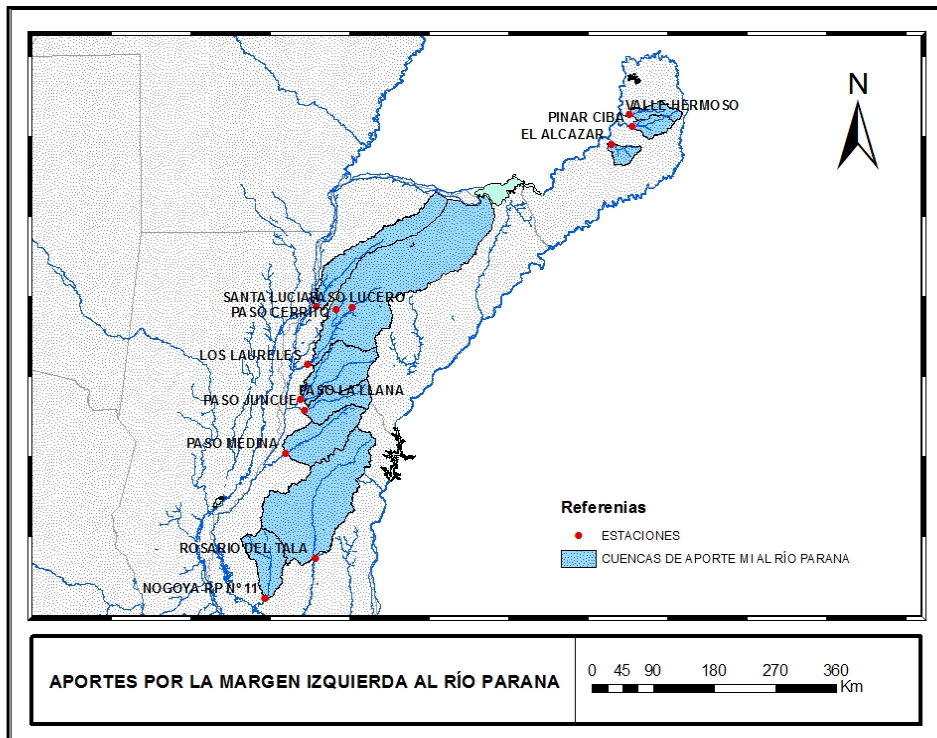 N
VALLE HERMOSO
PINAR CIBA
EL ALCAZAR
SANTA LUCIA PASO LUCERO
PASO CERRITO
LOS LAURELES
PASO LA LLANA
PASO JUNCUE
PASO MEDINA
ROSARIO DEL TALA
NOGOYA-RP Nº 11
Referenias
ESTACIONES
CUENCAS DE APORTE MI AL RÍO PARANA
APORTES POR LA MARGEN IZQUIERDA AL RÍO PARANA
0 45 90 180 270 360
Km